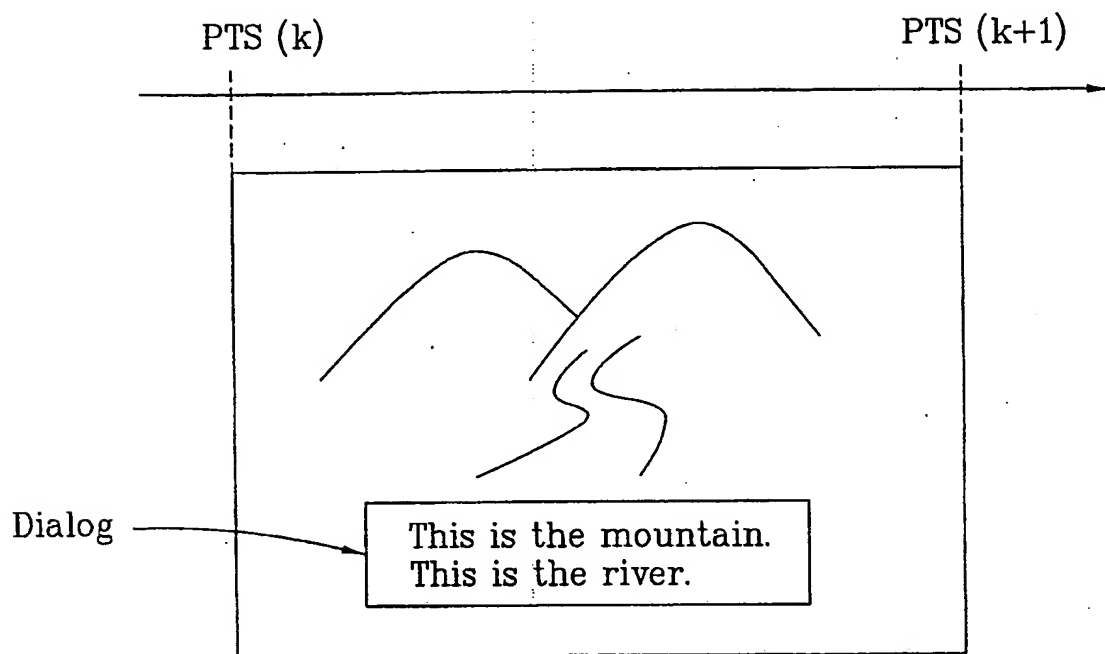 PTS (k)
PTS (k+1)
Dialog
This is the mountain.
This is the river.